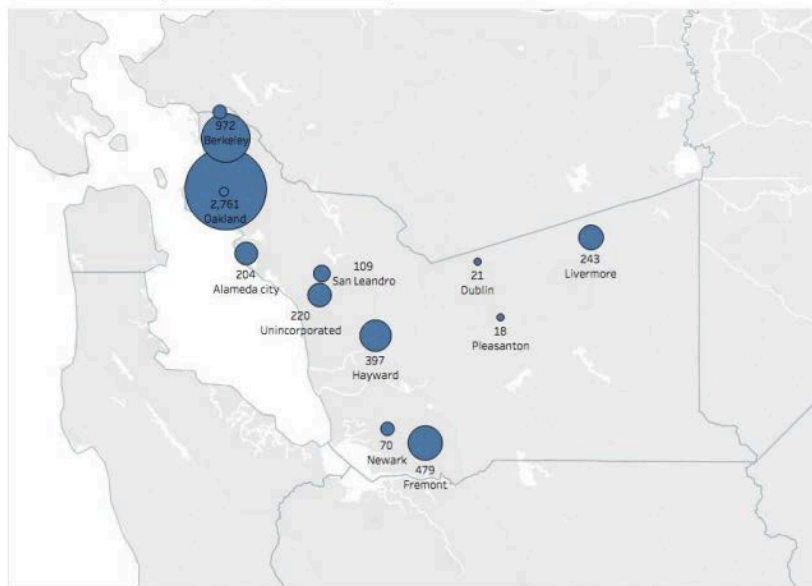 972
Berkeley
2,761
Oakland
204
Alameda city
109
San Leandro
220
Unincorporated
397
Hayward
21
Dublin
243
Livermore
18
Pleasanton
70
Newark
479
Fremont